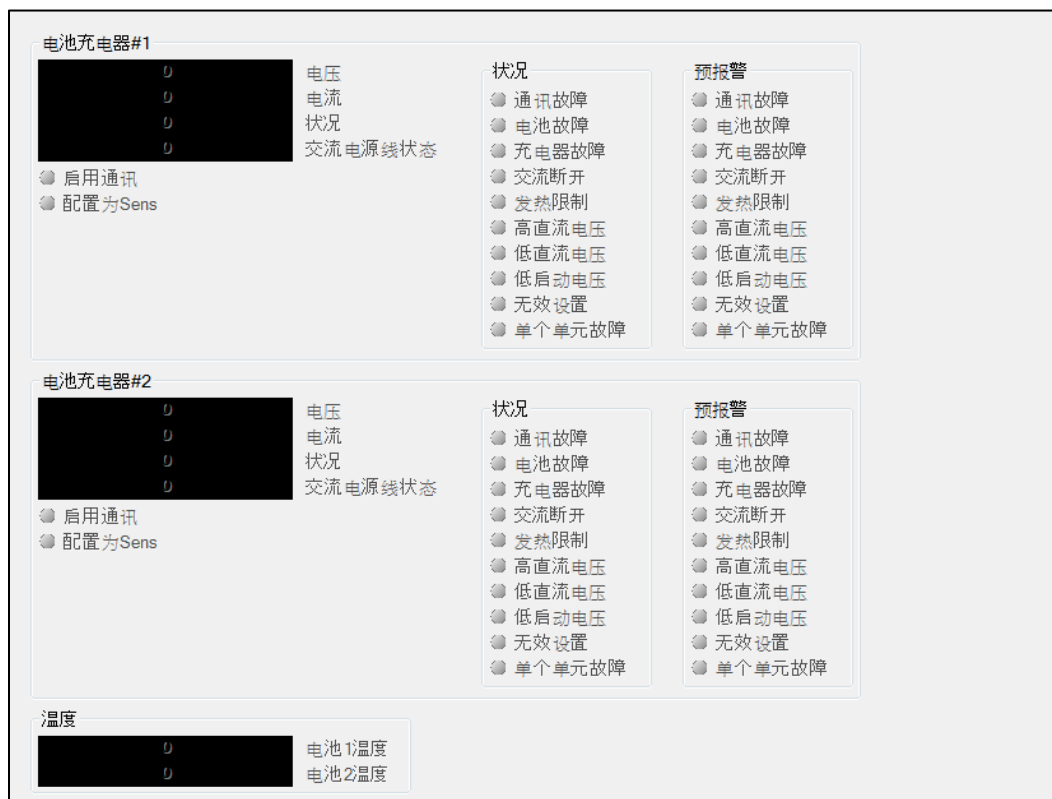 电池充电器#1
0 电压
0 电流
0 状况
0 交流电源线状态
启用通讯
配置为Sens
状况
通讯故障
电池故障
充电器故障
交流断开
发热限制
高直流电压
低直流电压
低启动电压
无效设置
单个单元故障
预报警
通讯故障
电池故障
充电器故障
交流断开
发热限制
高直流电压
低直流电压
低启动电压
无效设置
单个单元故障
电池充电器#2
0 电压
0 电流
0 状况
0 交流电源线状态
启用通讯
配置为Sens
状况
通讯故障
电池故障
充电器故障
交流断开
发热限制
高直流电压
低直流电压
低启动电压
无效设置
单个单元故障
预报警
通讯故障
电池故障
充电器故障
交流断开
发热限制
高直流电压
低直流电压
低启动电压
无效设置
单个单元故障
温度
0 电池1温度
0 电池2温度